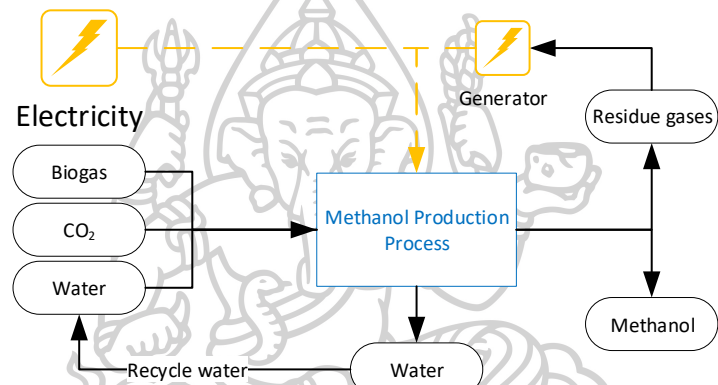 Electricity
Generator
Residue gases
Biogas
CO₂
Water
Methanol Production
Process
Methanol
Recycle water
Water